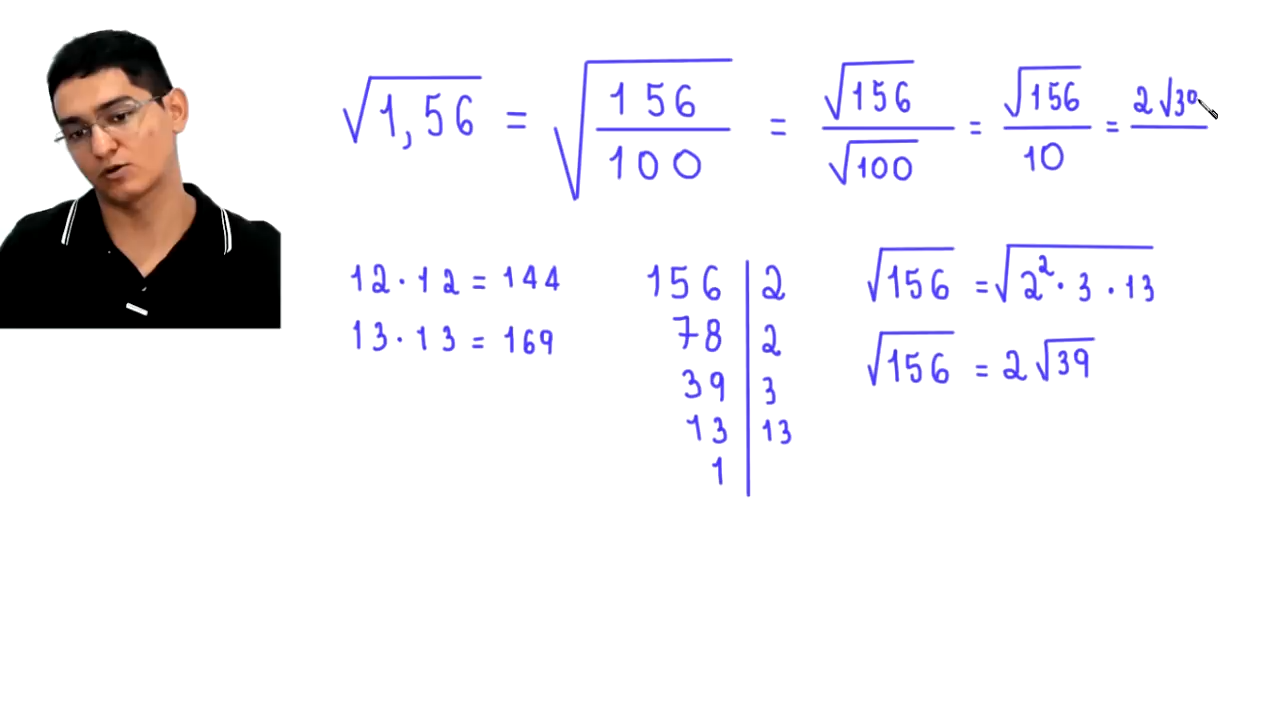 √1,56 = √(156/100) = √156/√100 = √156/10 = 2√39
12 · 12 = 144
13 · 13 = 169
156 | 2
78 | 2
39 | 3
13 | 13
1 |
√156 = √(2² · 3 · 13)
√156 = 2√39